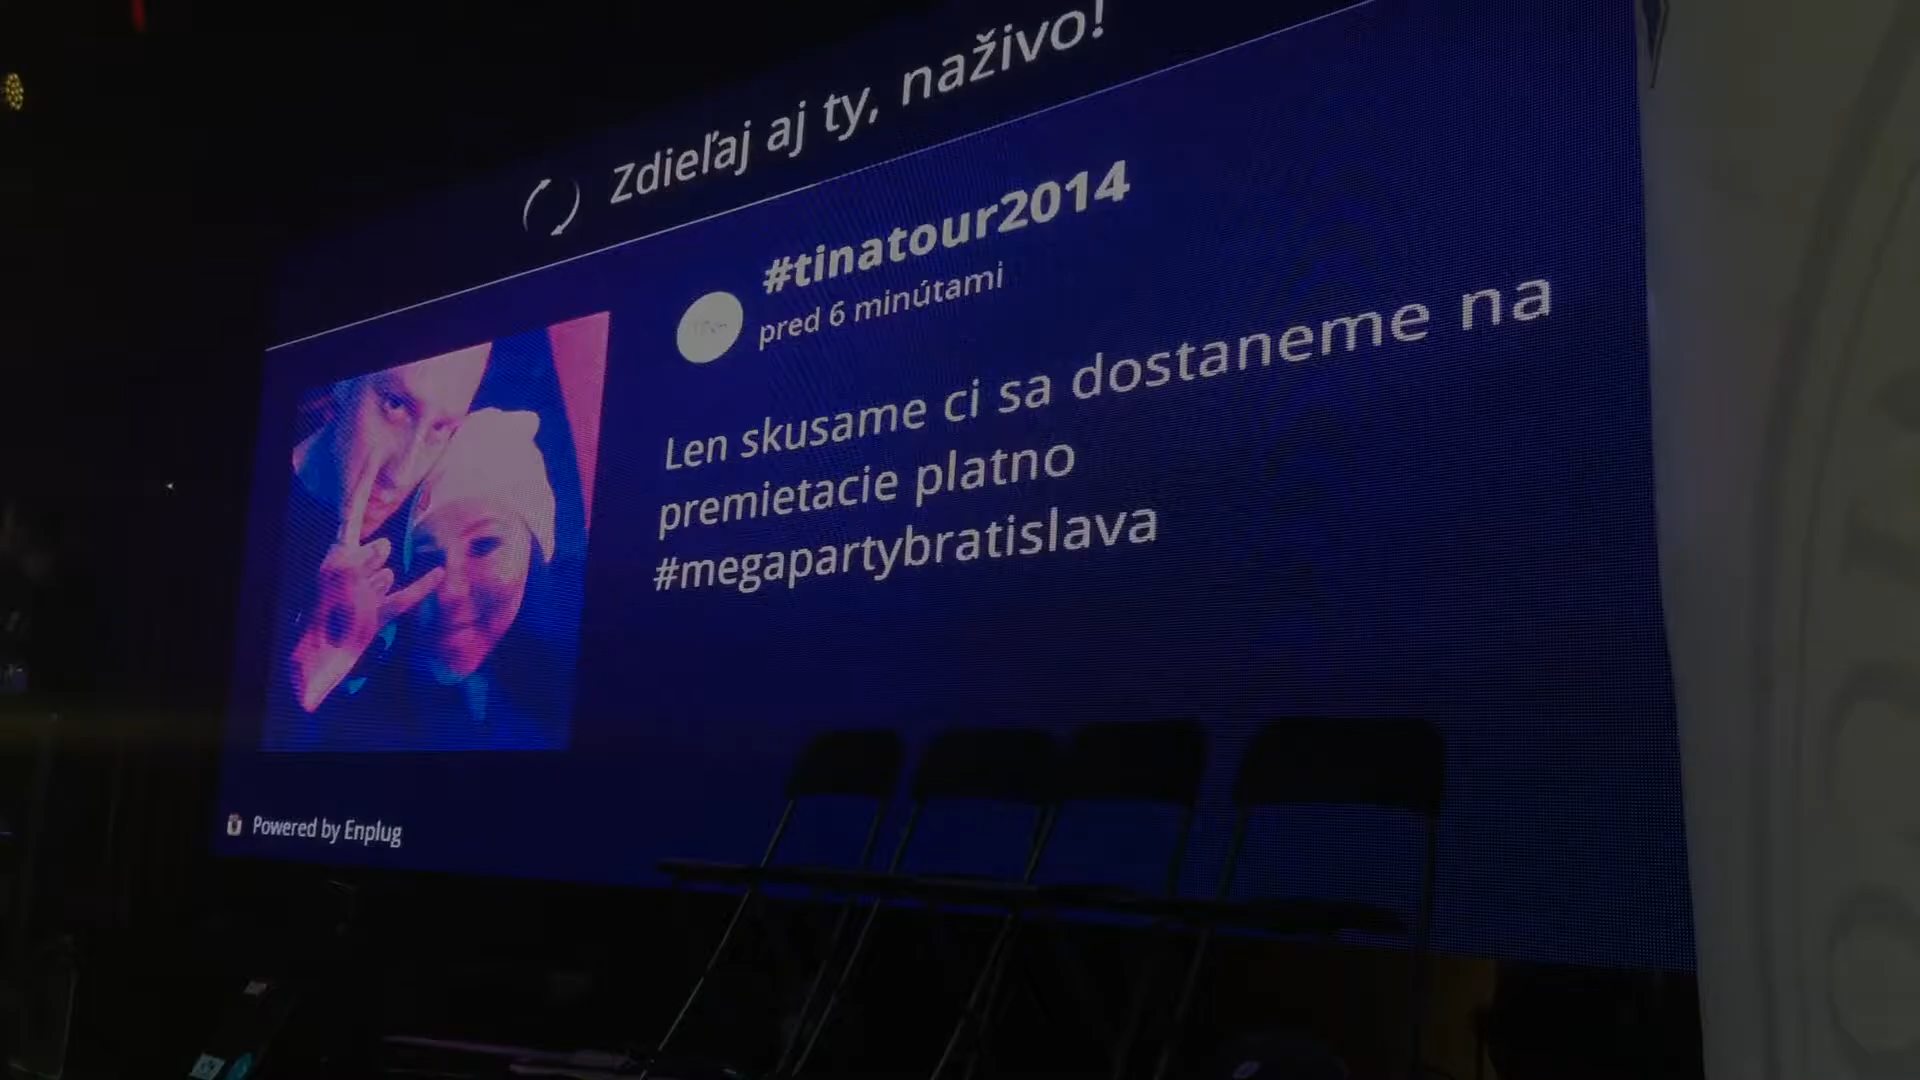 Zdieľaj aj ty, naživo!
#tinatour2014
pred 6 minútami
Len skusame ci sa dostaneme na
premietacie platno
#megapartybratislava
Powered by Enplug